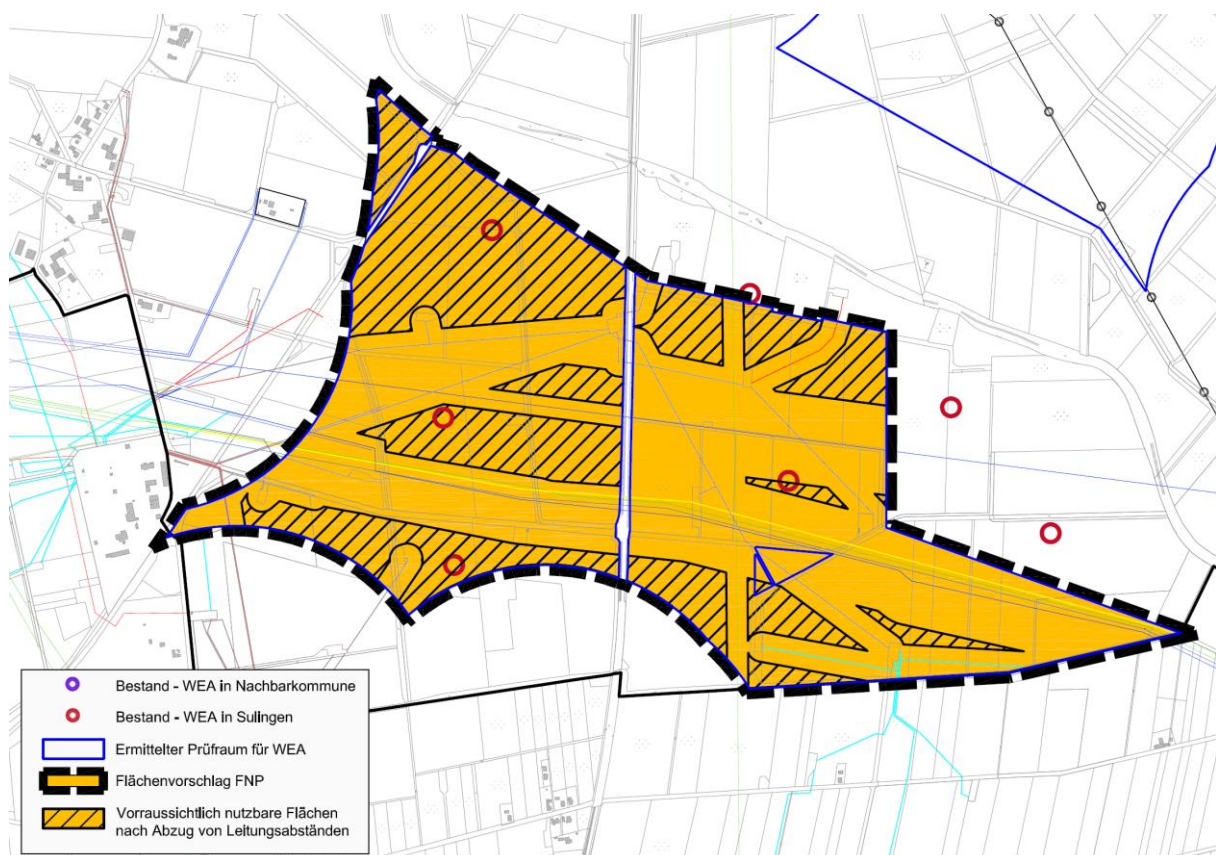 Bestand - WEA in Nachbarkommune
Bestand - WEA in Sulingen
Ermittelter Prüfraum für WEA
Flächenvorschlag FNP
Vorraussichtlich nutzbare Flächen
nach Abzug von Leitungsabständen